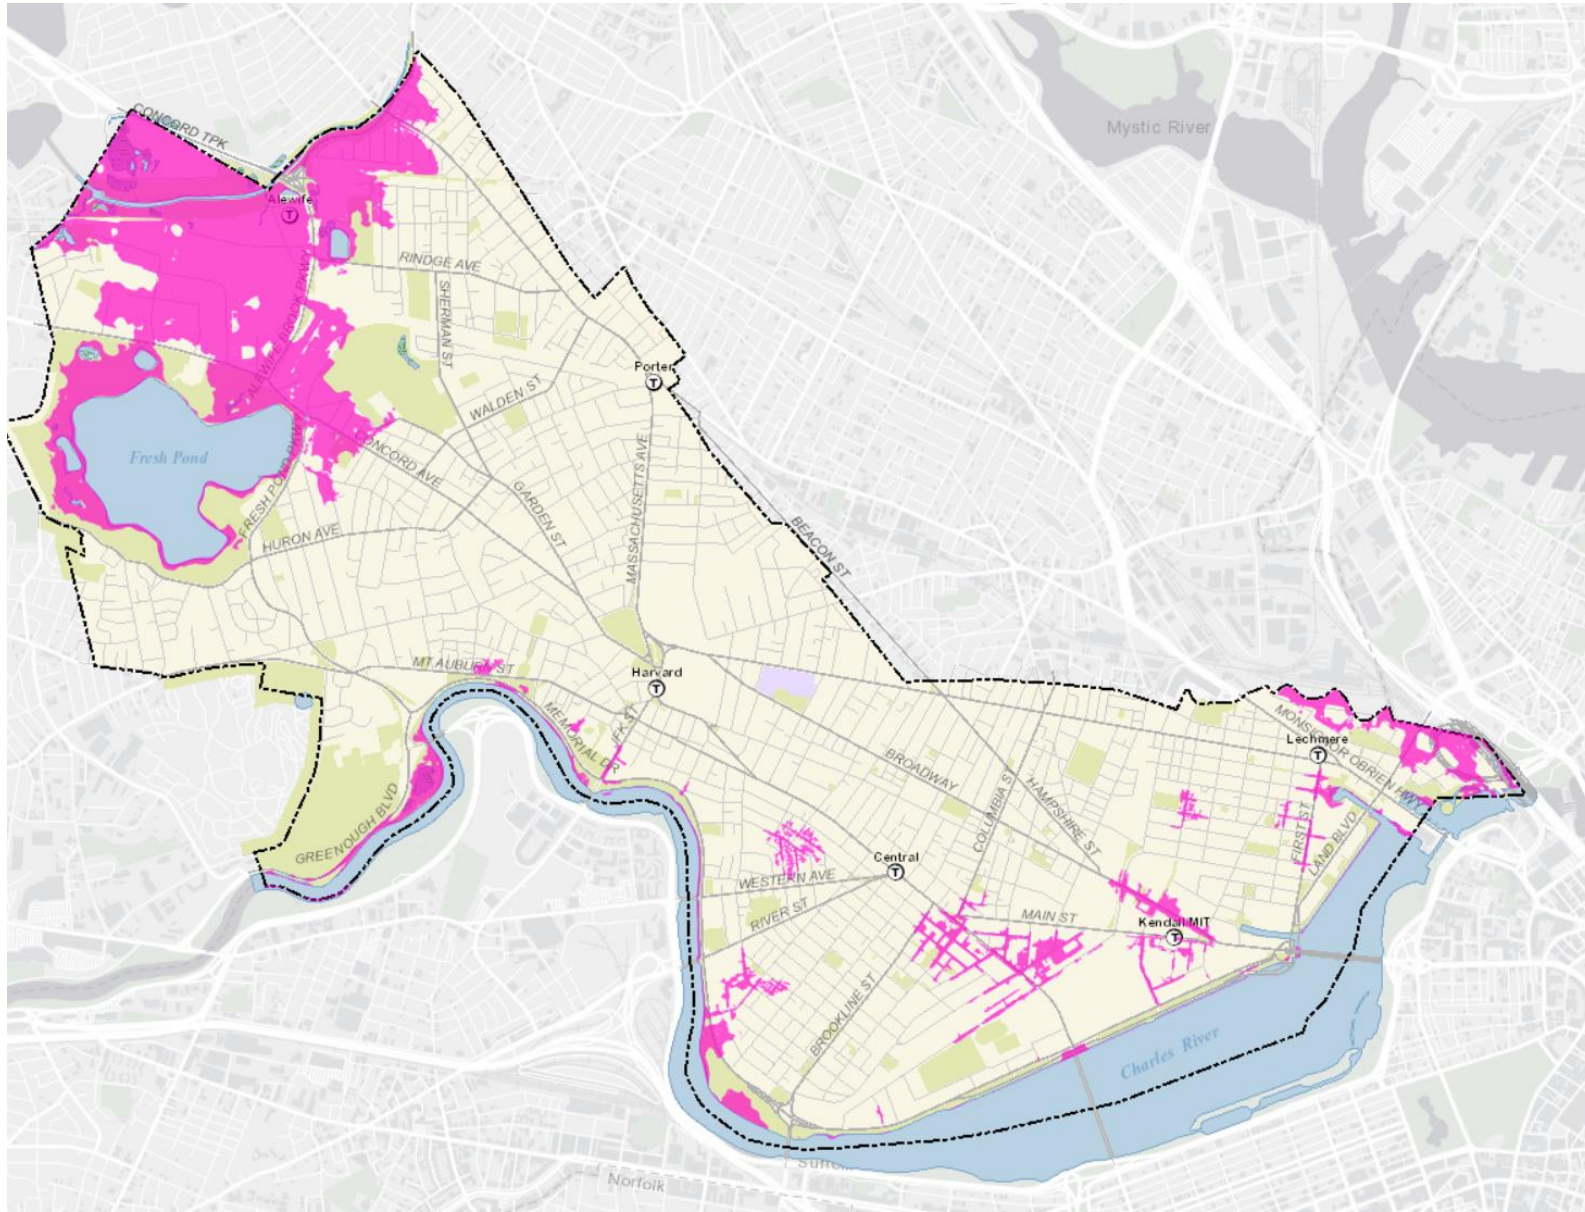 Mystic River
CONCORD TPK
Alewife
T
RINDGE AVE
SHERMAN ST
ALEWIFE BROOK PKWY
Porter
T
WALDEN ST
MASSACHUSETTS AVE
Fresh Pond
CONCORD AVE
FRESH POND PKWY
GARDEN ST
HURON AVE
BEACON ST
MT AUBURN ST
Harvard
T
MEMORIAL DR
JFK ST
MONSIGNOR OBRIEN HWY
Lechmere
T
BROADWAY
HAMPSHIRE ST
COLUMBIA ST
GREENOUGH BLVD
FIRST ST
LAND BLVD
Central
T
WESTERN AVE
RIVER ST
MAIN ST
Kendall/MIT
T
BROOKLINE ST
Charles River
Norfolk